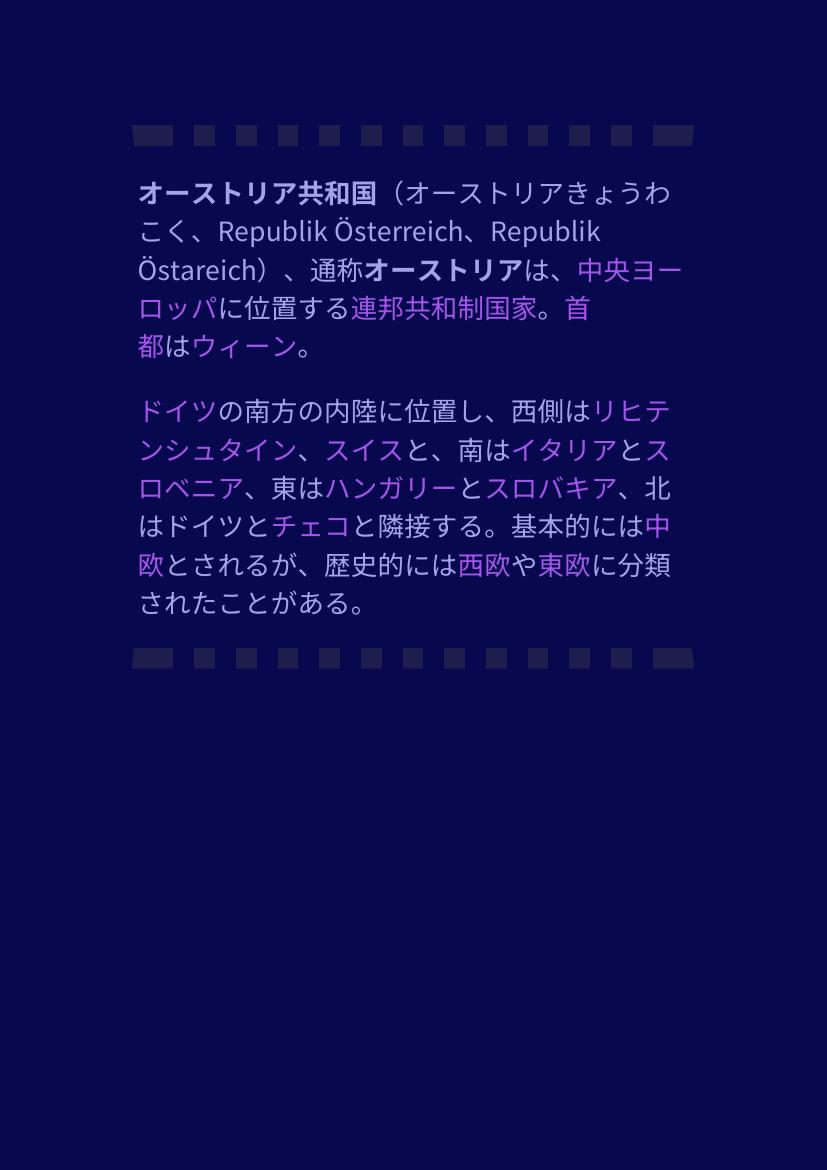 オーストリア共和国（オーストリアきょうわ
こく、Republik Österreich、Republik
Östareich）、通称オーストリアは、中央ヨー
ロッパに位置する連邦共和制国家。首
都はウィーン。
ドイツの南方の内陸に位置し、西側はリヒテ
ンシュタイン、スイスと、南はイタリアとス
ロベニア、東はハンガリーとスロバキア、北
はドイツとチェコと隣接する。基本的には中
欧とされるが、歴史的には西欧や東欧に分類
されたことがある。